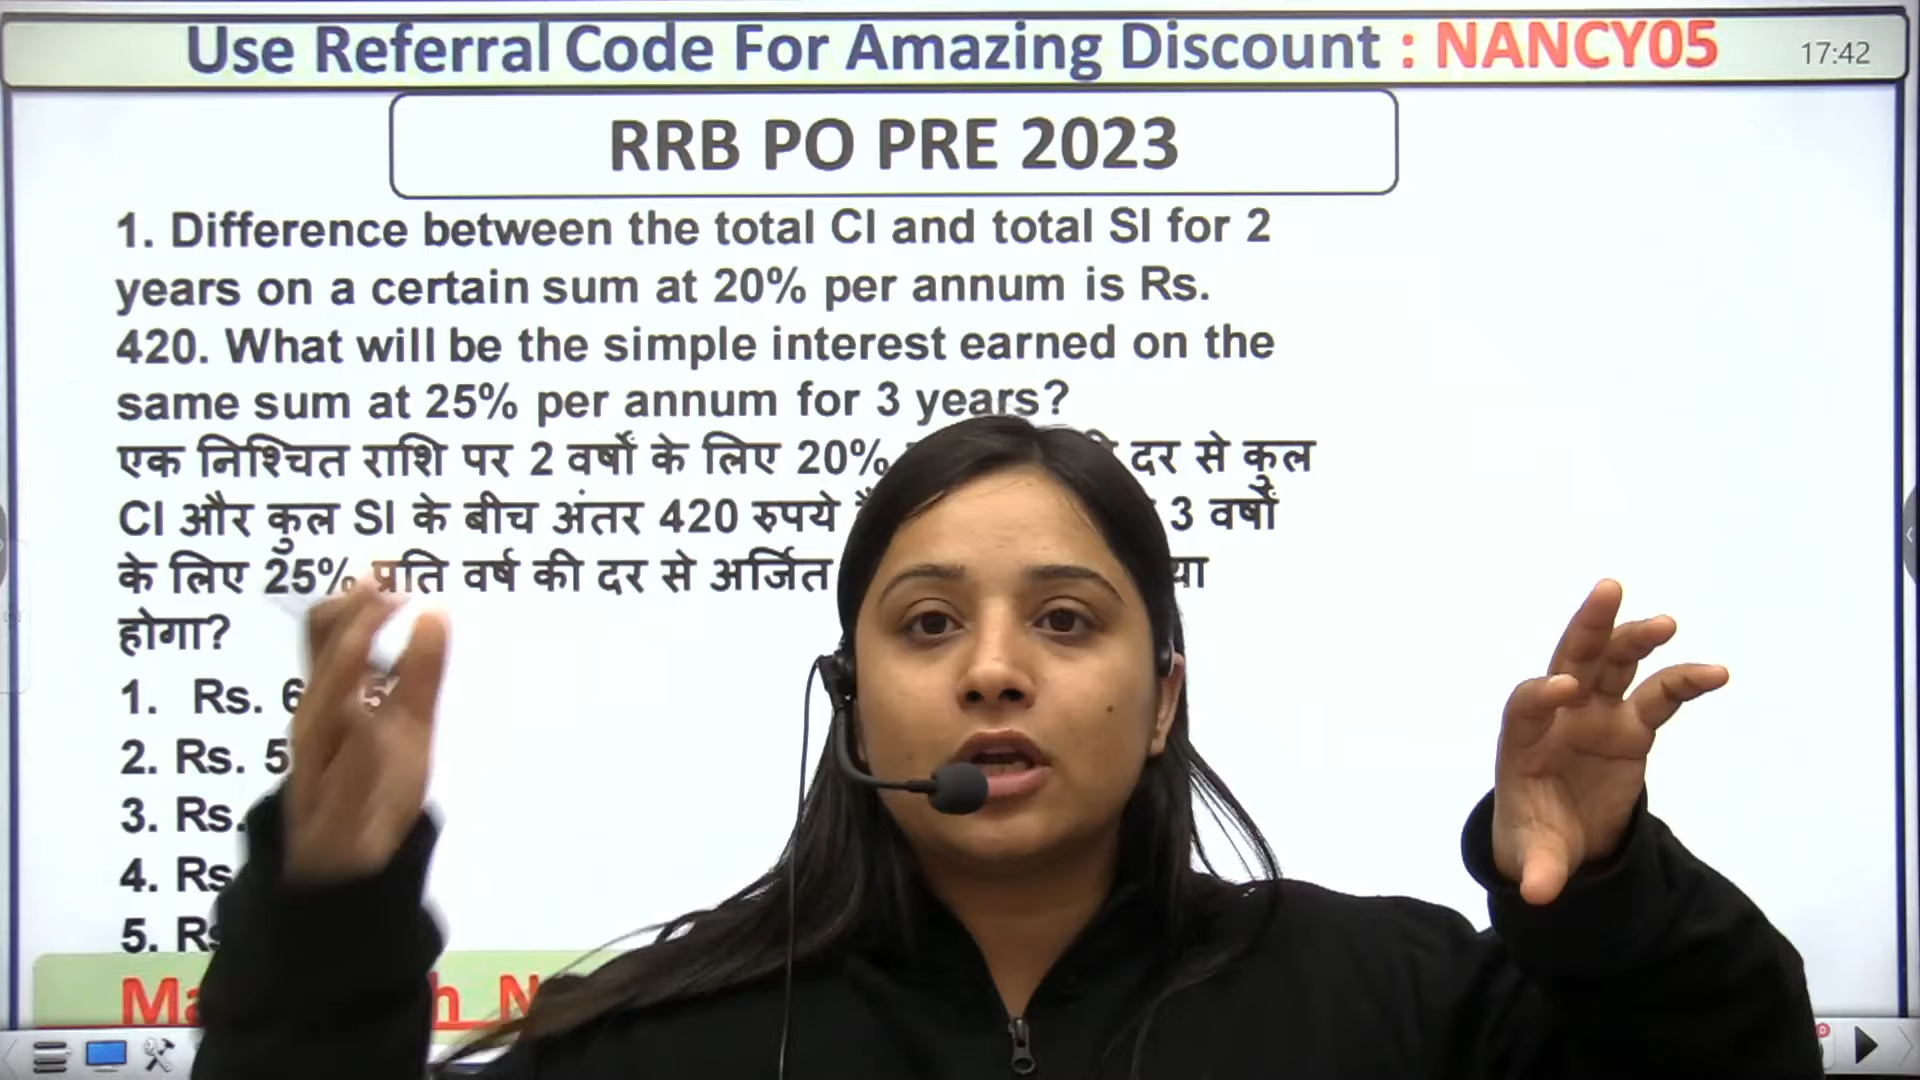 Use Referral Code For Amazing Discount : NANCY05
17:42
RRB PO PRE 2023
1. Difference between the total CI and total SI for 2
years on a certain sum at 20% per annum is Rs.
420. What will be the simple interest earned on the
same sum at 25% per annum for 3 years?
एक निश्चित राशि पर 2 वर्षों के लिए 20% दर से कुल
CI और कुल SI के बीच अंतर 420 रुपये 3 वर्षों
के लिए 25% प्रति वर्ष की दर से अर्जित
होगा?
1. Rs.
2. Rs.
3. Rs.
4. Rs
5.